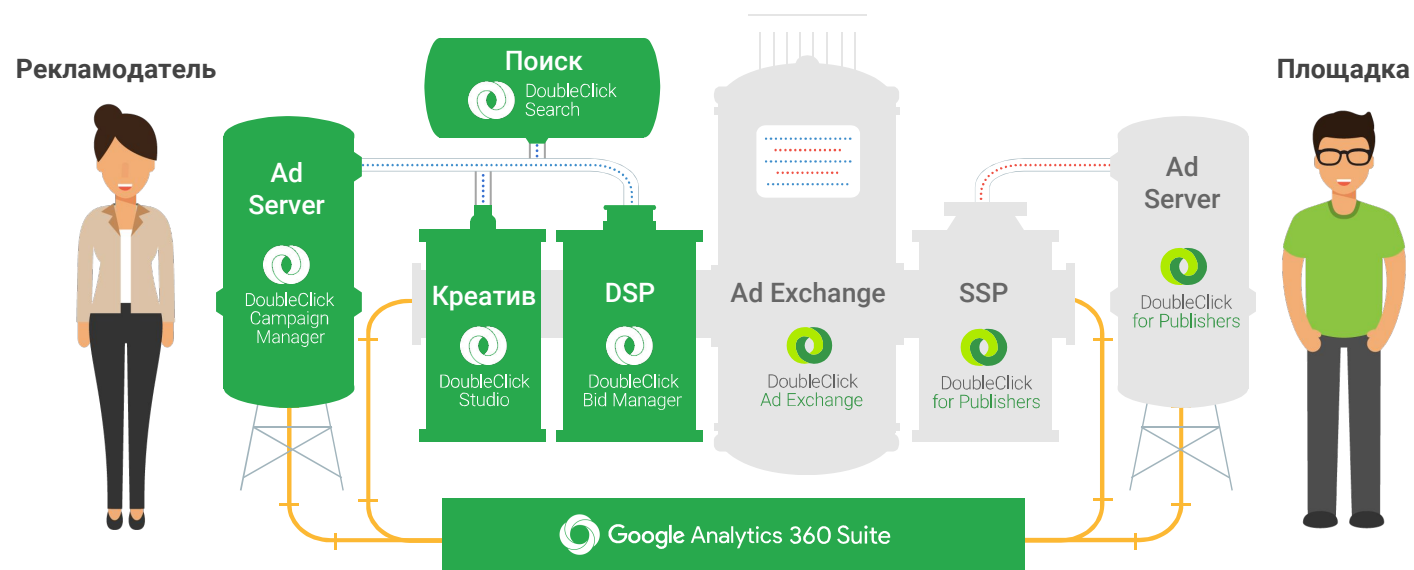 Рекламодатель
Площадка
Поиск
DoubleClick
Search
Ad
Server
DoubleClick
Campaign
Manager
Креатив
DoubleClick
Studio
DSP
DoubleClick
Bid Manager
Ad Exchange
DoubleClick
Ad Exchange
SSP
DoubleClick
for Publishers
Ad
Server
DoubleClick
for Publishers
Google Analytics 360 Suite